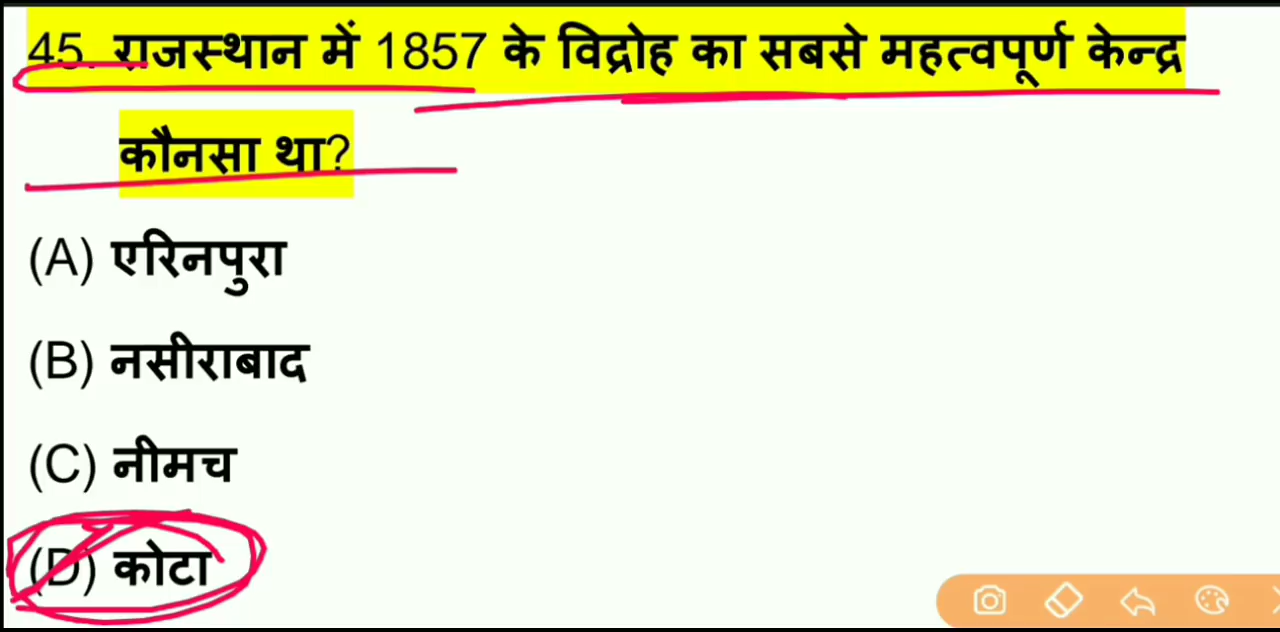 45. राजस्थान में 1857 के विद्रोह का सबसे महत्वपूर्ण केन्द्र
कौनसा था?
(A) एरिनपुरा
(B) नसीराबाद
(C) नीमच
(D) कोटा